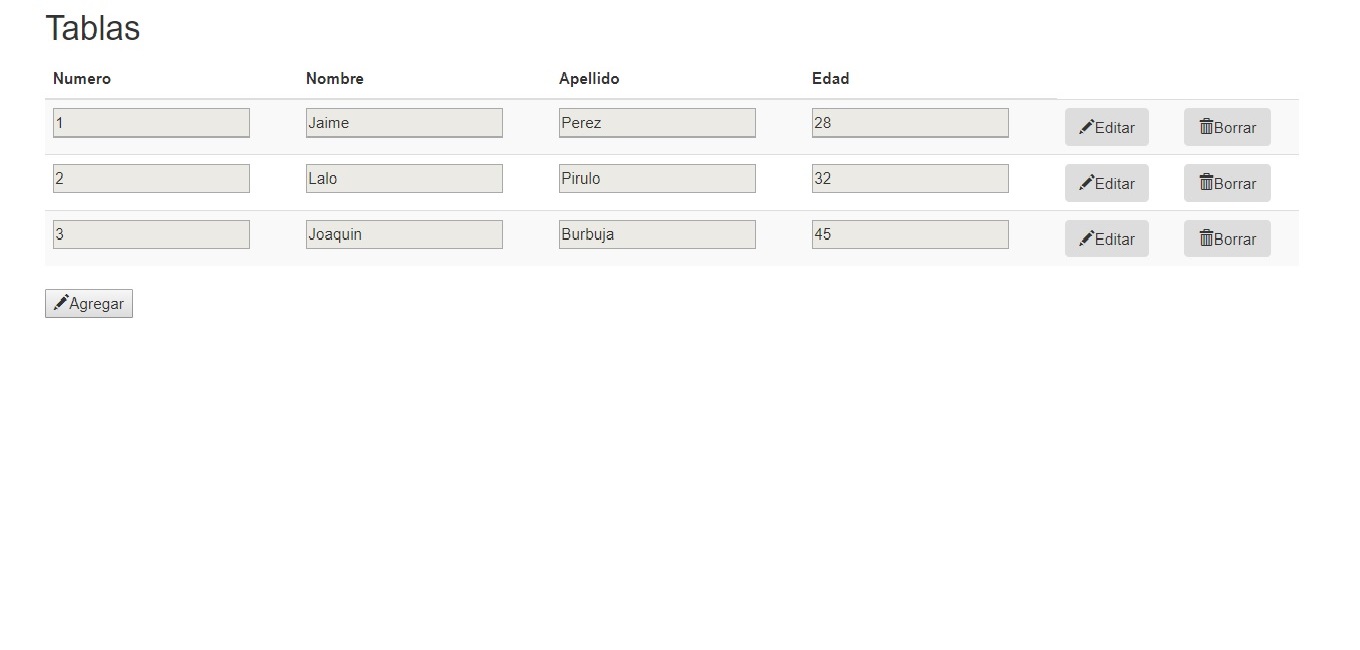 Tablas
Numero Nombre Apellido Edad
1 Jaime Perez 28 Editar Borrar
2 Lalo Pirulo 32 Editar Borrar
3 Joaquin Burbuja 45 Editar Borrar
Agregar